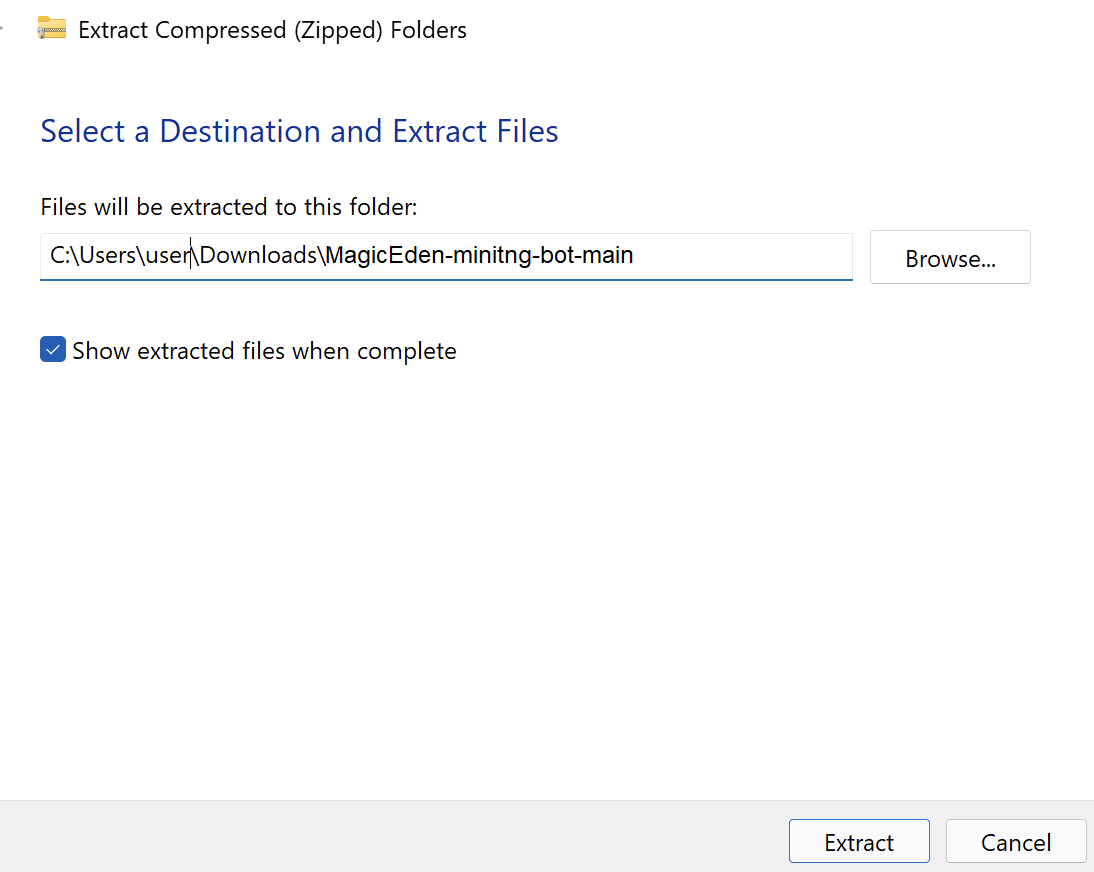 Extract Compressed (Zipped) Folders
Select a Destination and Extract Files
Files will be extracted to this folder:
C:\Users\user\Downloads\MagicEden-minitng-bot-main
Browse...
Show extracted files when complete
Extract
Cancel